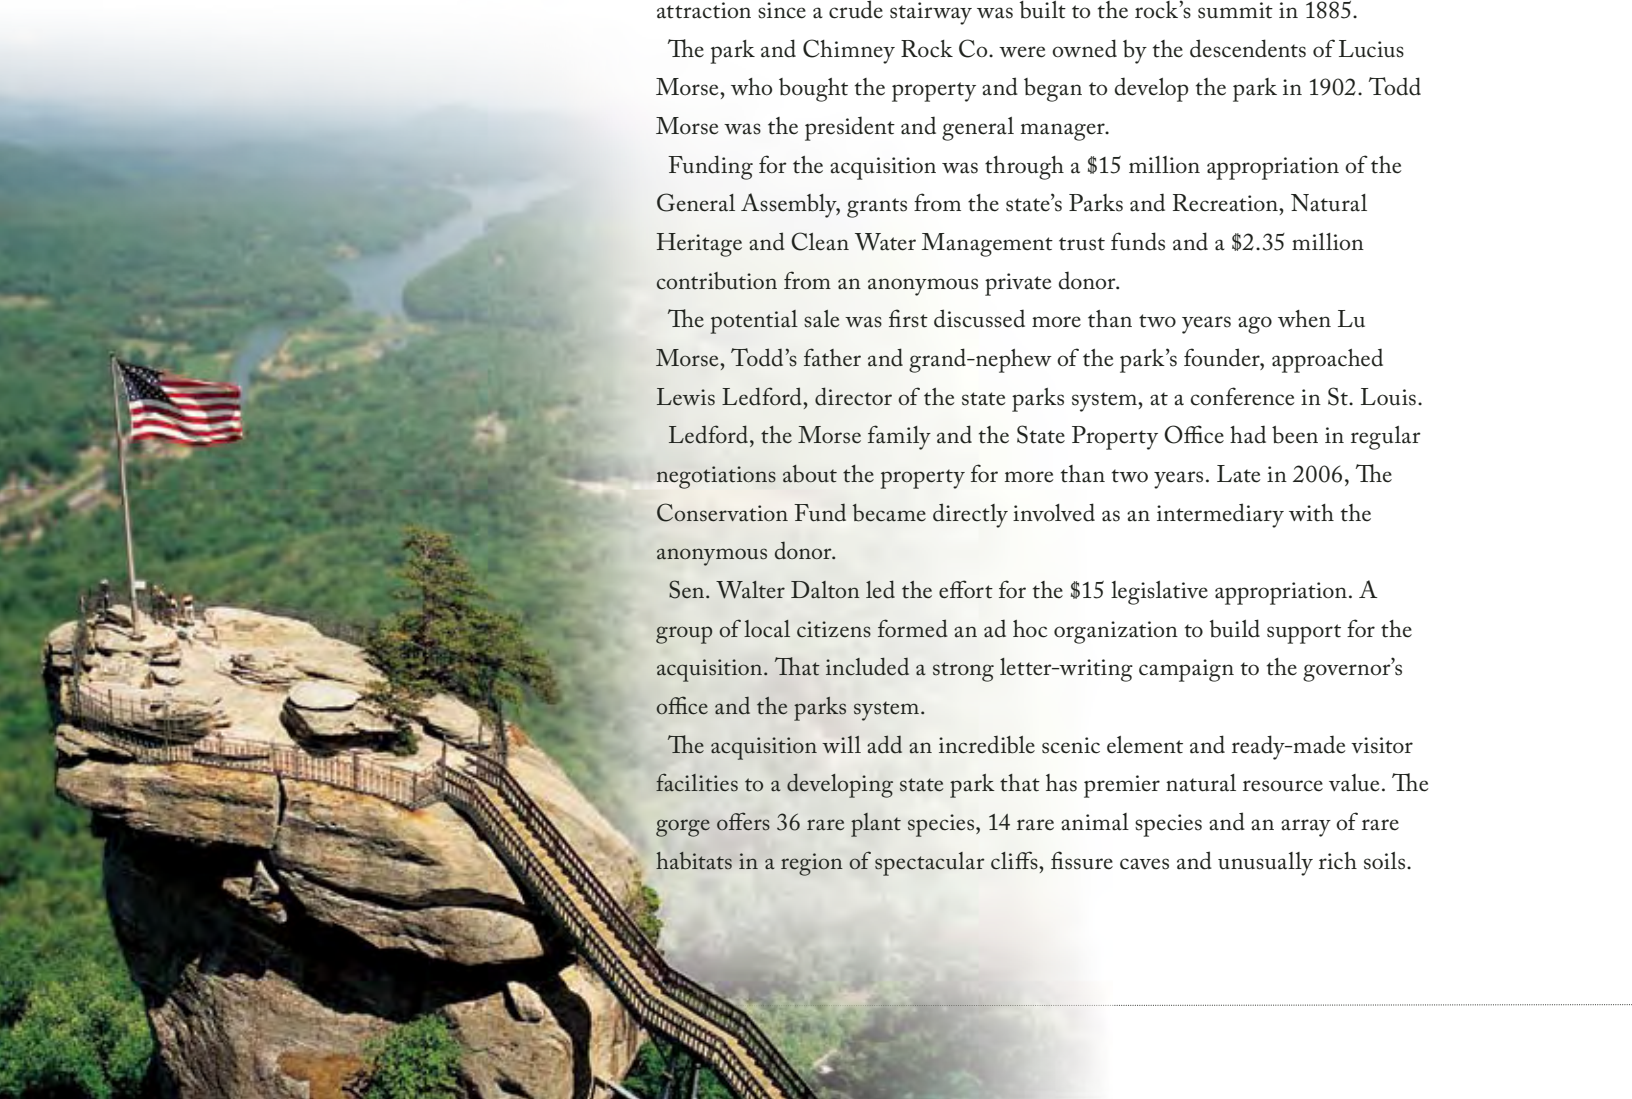 attraction since a crude stairway was built to the rock’s summit in 1885.
The park and Chimney Rock Co. were owned by the descendents of Lucius
Morse, who bought the property and began to develop the park in 1902. Todd
Morse was the president and general manager.
Funding for the acquisition was through a $15 million appropriation of the
General Assembly, grants from the state’s Parks and Recreation, Natural
Heritage and Clean Water Management trust funds and a $2.35 million
contribution from an anonymous private donor.
The potential sale was first discussed more than two years ago when Lu
Morse, Todd’s father and grand-nephew of the park’s founder, approached
Lewis Ledford, director of the state parks system, at a conference in St. Louis.
Ledford, the Morse family and the State Property Office had been in regular
negotiations about the property for more than two years. Late in 2006, The
Conservation Fund became directly involved as an intermediary with the
anonymous donor.
Sen. Walter Dalton led the effort for the $15 legislative appropriation. A
group of local citizens formed an ad hoc organization to build support for the
acquisition. That included a strong letter-writing campaign to the governor’s
office and the parks system.
The acquisition will add an incredible scenic element and ready-made visitor
facilities to a developing state park that has premier natural resource value. The
gorge offers 36 rare plant species, 14 rare animal species and an array of rare
habitats in a region of spectacular cliffs, fissure caves and unusually rich soils.